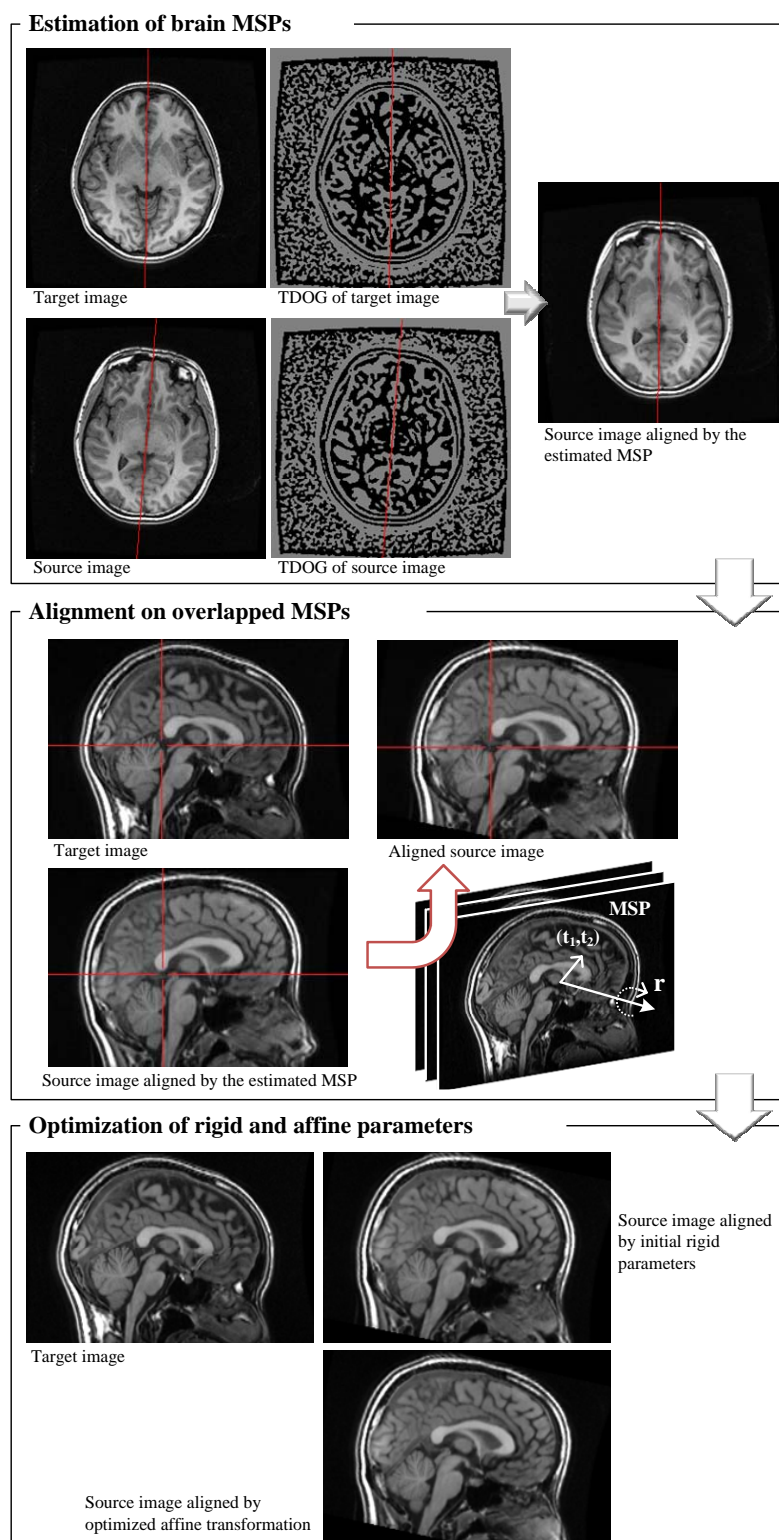 Estimation of brain MSPs
Target image
TDOG of target image
Source image
TDOG of source image
Source image aligned by the
estimated MSP
Alignment on overlapped MSPs
Target image
Aligned source image
MSP
(t₁,t₂)
r
Source image aligned by the estimated MSP
Optimization of rigid and affine parameters
Source image aligned
by initial rigid
parameters
Target image
Source image aligned by
optimized affine transformation